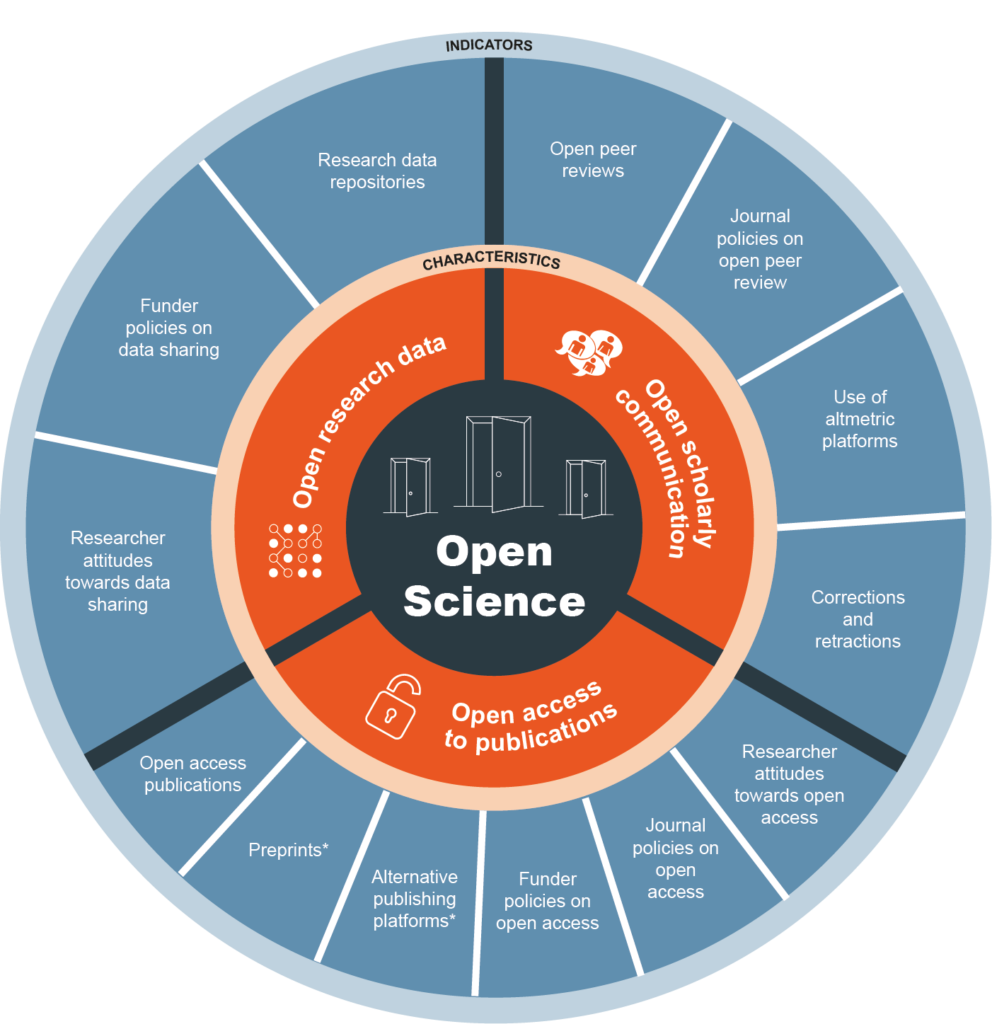 INDICATORS
Research data
repositories
Open peer
reviews
Journal
policies on
open peer
review
Funder
policies on
data sharing
CHARACTERISTICS
Open research data
Open scholarly
communication
Use of
altmetric
platforms
Open
Science
Researcher
attitudes
towards data
sharing
Corrections
and
retractions
Open access
to publications
Open access
publications
Preprints*
Alternative
publishing
platforms*
Funder
policies on
open access
Journal
policies on
open
access
Researcher
attitudes
towards open
access